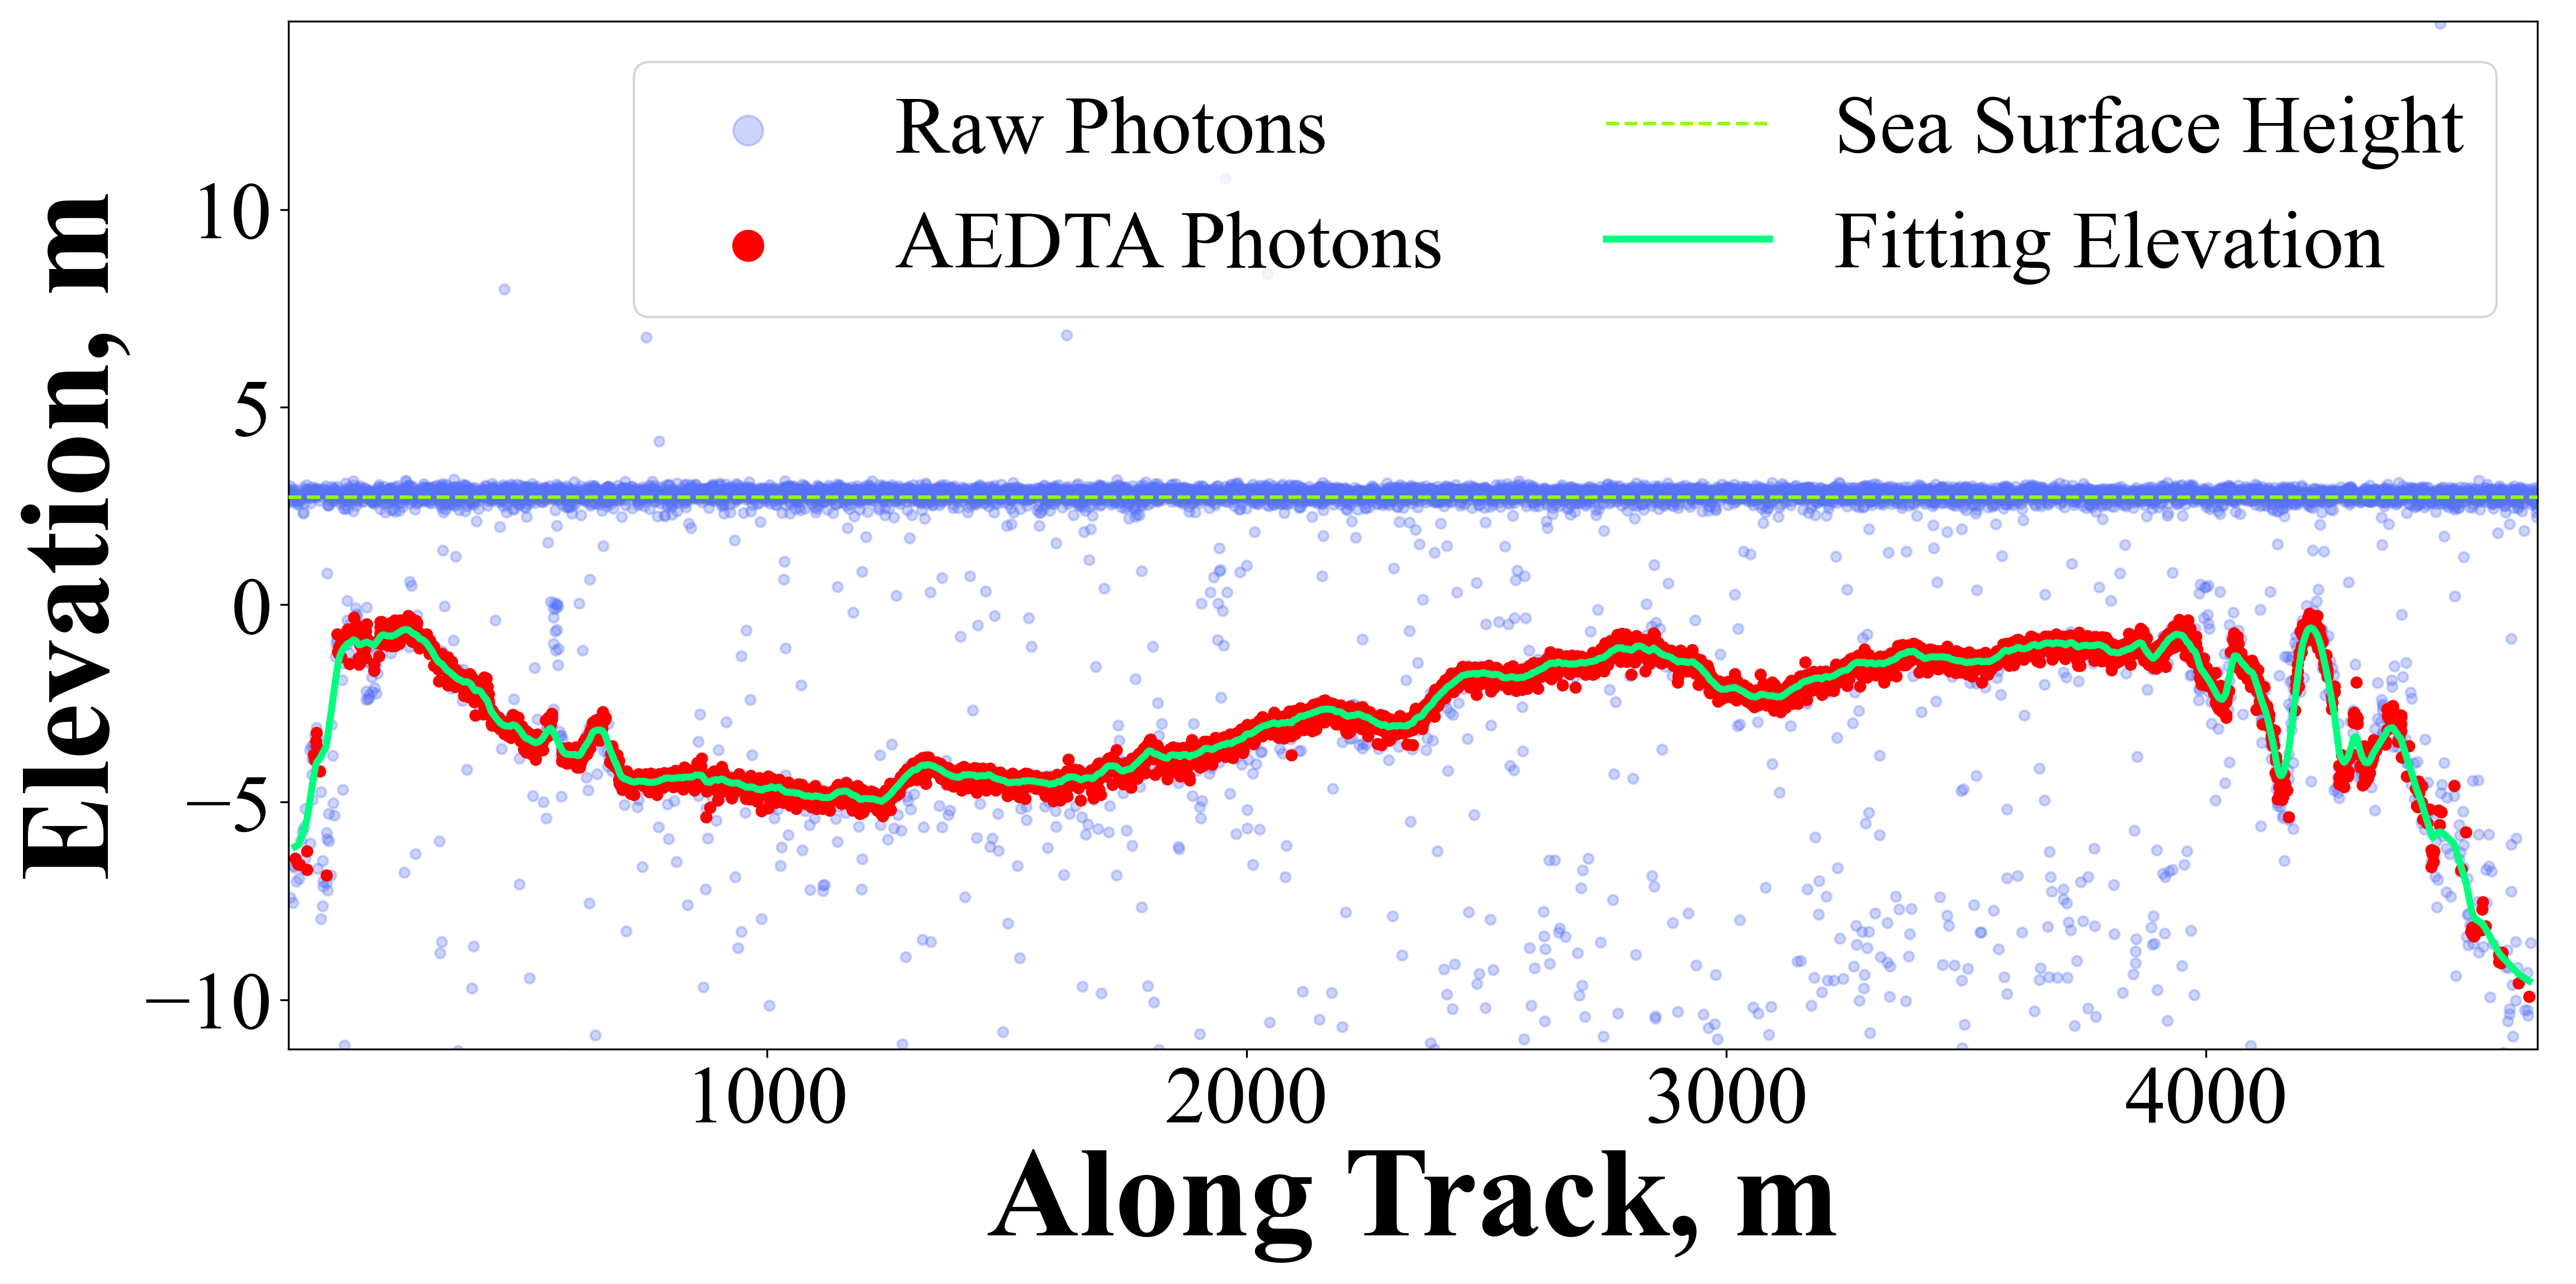 Raw Photons
AEDTA Photons
Sea Surface Height
Fitting Elevation
Elevation, m
10
5
0
−5
−10
1000
2000
3000
4000
Along Track, m